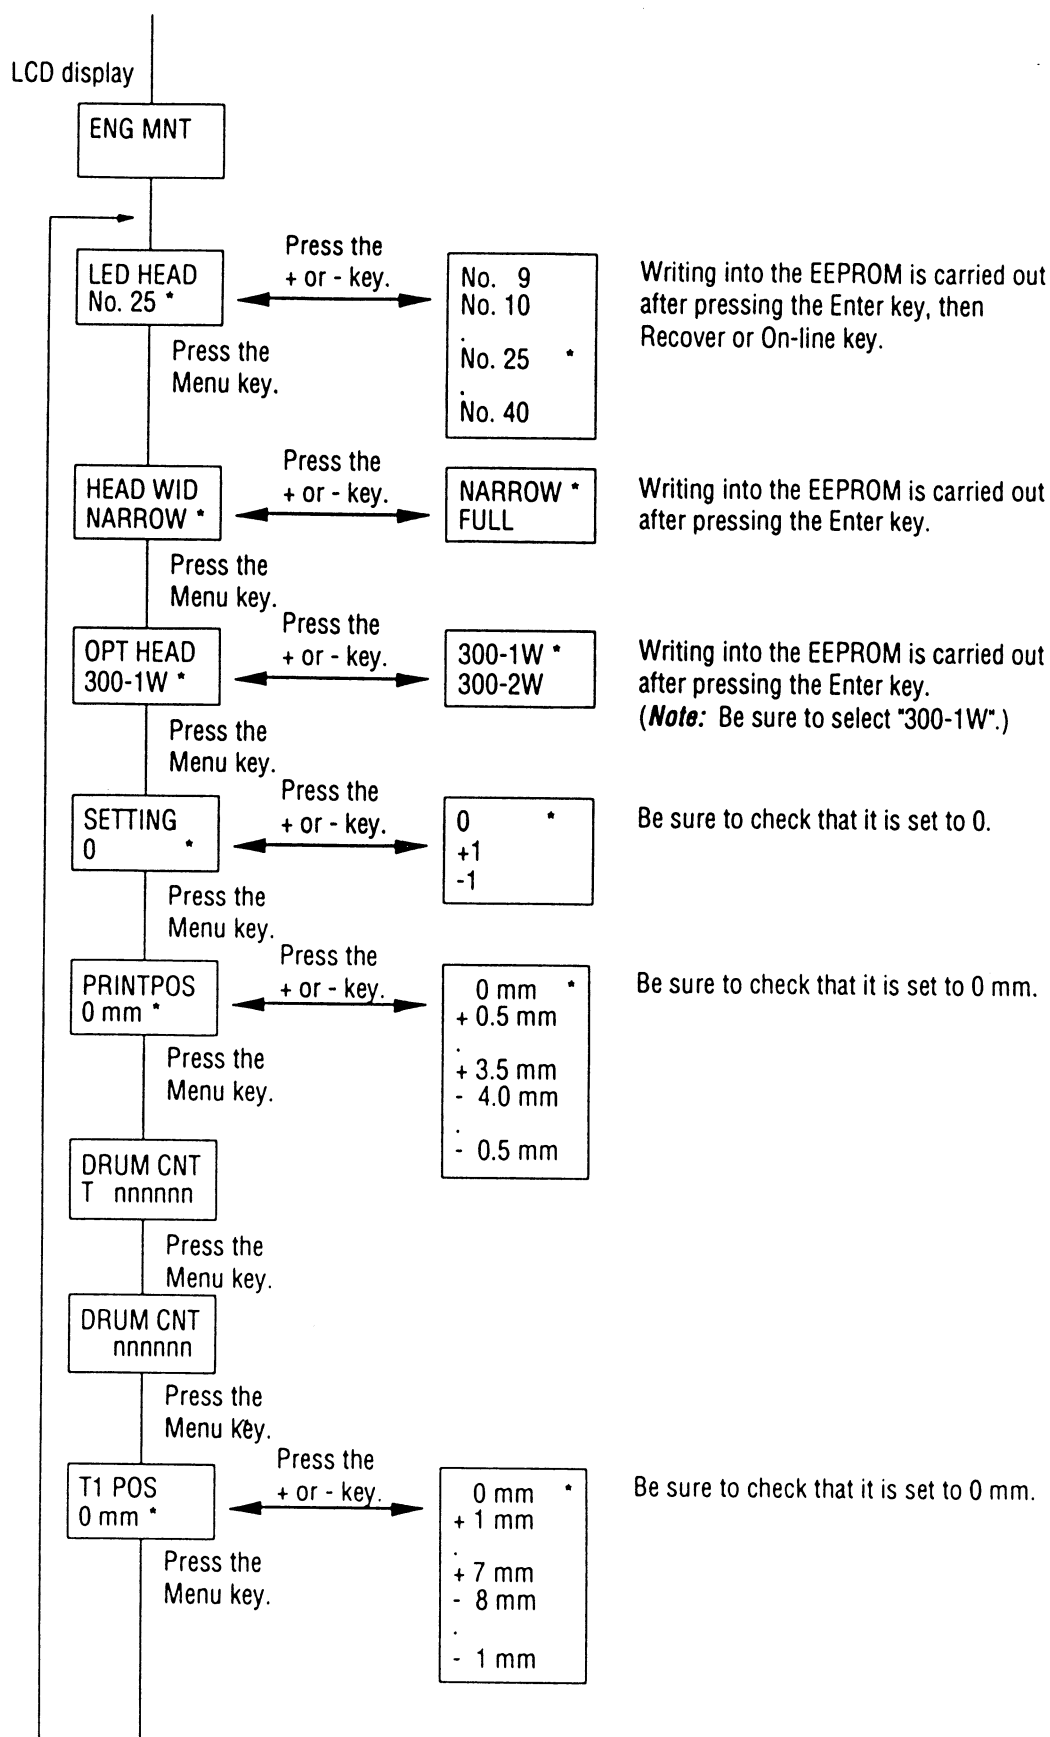 LCD display
ENG MNT
LED HEAD
No. 25 *
Press the
+ or - key.
No. 9
No. 10
.
No. 25 *
.
No. 40
Writing into the EEPROM is carried out
after pressing the Enter key, then
Recover or On-line key.
Press the
Menu key.
HEAD WID
NARROW *
Press the
+ or - key.
NARROW *
FULL
Writing into the EEPROM is carried out
after pressing the Enter key.
Press the
Menu key.
OPT HEAD
300-1W *
Press the
+ or - key.
300-1W *
300-2W
Writing into the EEPROM is carried out
after pressing the Enter key.
(Note: Be sure to select "300-1W".)
Press the
Menu key.
SETTING
0 *
Press the
+ or - key.
0 *
+1
-1
Be sure to check that it is set to 0.
Press the
Menu key.
PRINTPOS
0 mm *
Press the
+ or - key.
0 mm *
+ 0.5 mm
.
+ 3.5 mm
- 4.0 mm
.
- 0.5 mm
Be sure to check that it is set to 0 mm.
Press the
Menu key.
DRUM CNT
T nnnnnn
Press the
Menu key.
DRUM CNT
nnnnnn
Press the
Menu key.
T1 POS
0 mm *
Press the
+ or - key.
0 mm *
+ 1 mm
.
+ 7 mm
- 8 mm
.
- 1 mm
Be sure to check that it is set to 0 mm.
Press the
Menu key.